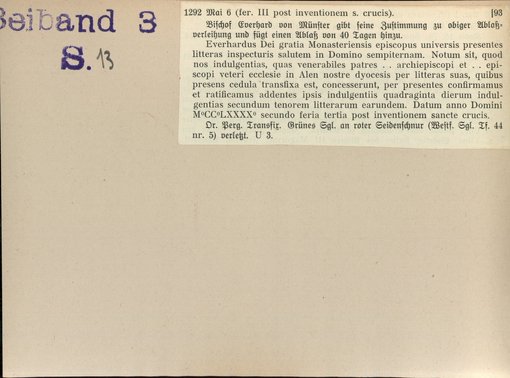 Beiband 3
S. 13
1292 Mai 6 (fer. III post inventionem s. crucis). [93
Bischof Everhard von Münster gibt seine Zustimmung zu obiger Ablaß-
verleihung und fügt einen Ablaß von 40 Tagen hinzu.
Everhardus Dei gratia Monasteriensis episcopus universis presentes
litteras inspecturis salutem in Domino sempiternam. Notum sit, quod
nos indulgentias, quas venerabiles patres . . archiepiscopi et . . epi-
scopi veteri ecclesie in Alen nostre dyocesis per litteras suas, quibus
presens cedula transfixa est, concesserunt, per presentes confirmamus
et ratificamus addentes ipsis indulgentiis quadraginta dierum indul-
gentias secundum tenorem litterarum earundem. Datum anno Domini
MºCCºLXXXXº secundo feria tertia post inventionem sancte crucis.
Or. Perg. Transfix. Grünes Sgl. an roter Seidenschnur (Westf. Sgl. Tf. 44
nr. 5) verletzt. U 3.